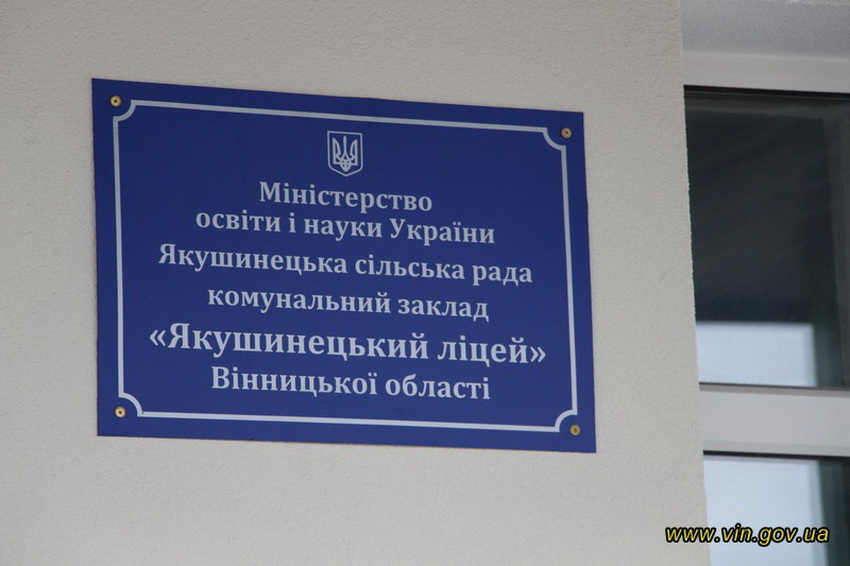 Міністерство
освіти і науки України
Якушинецька сільська рада
комунальний заклад
«Якушинецький ліцей»
Вінницької області
www.vin.gov.ua